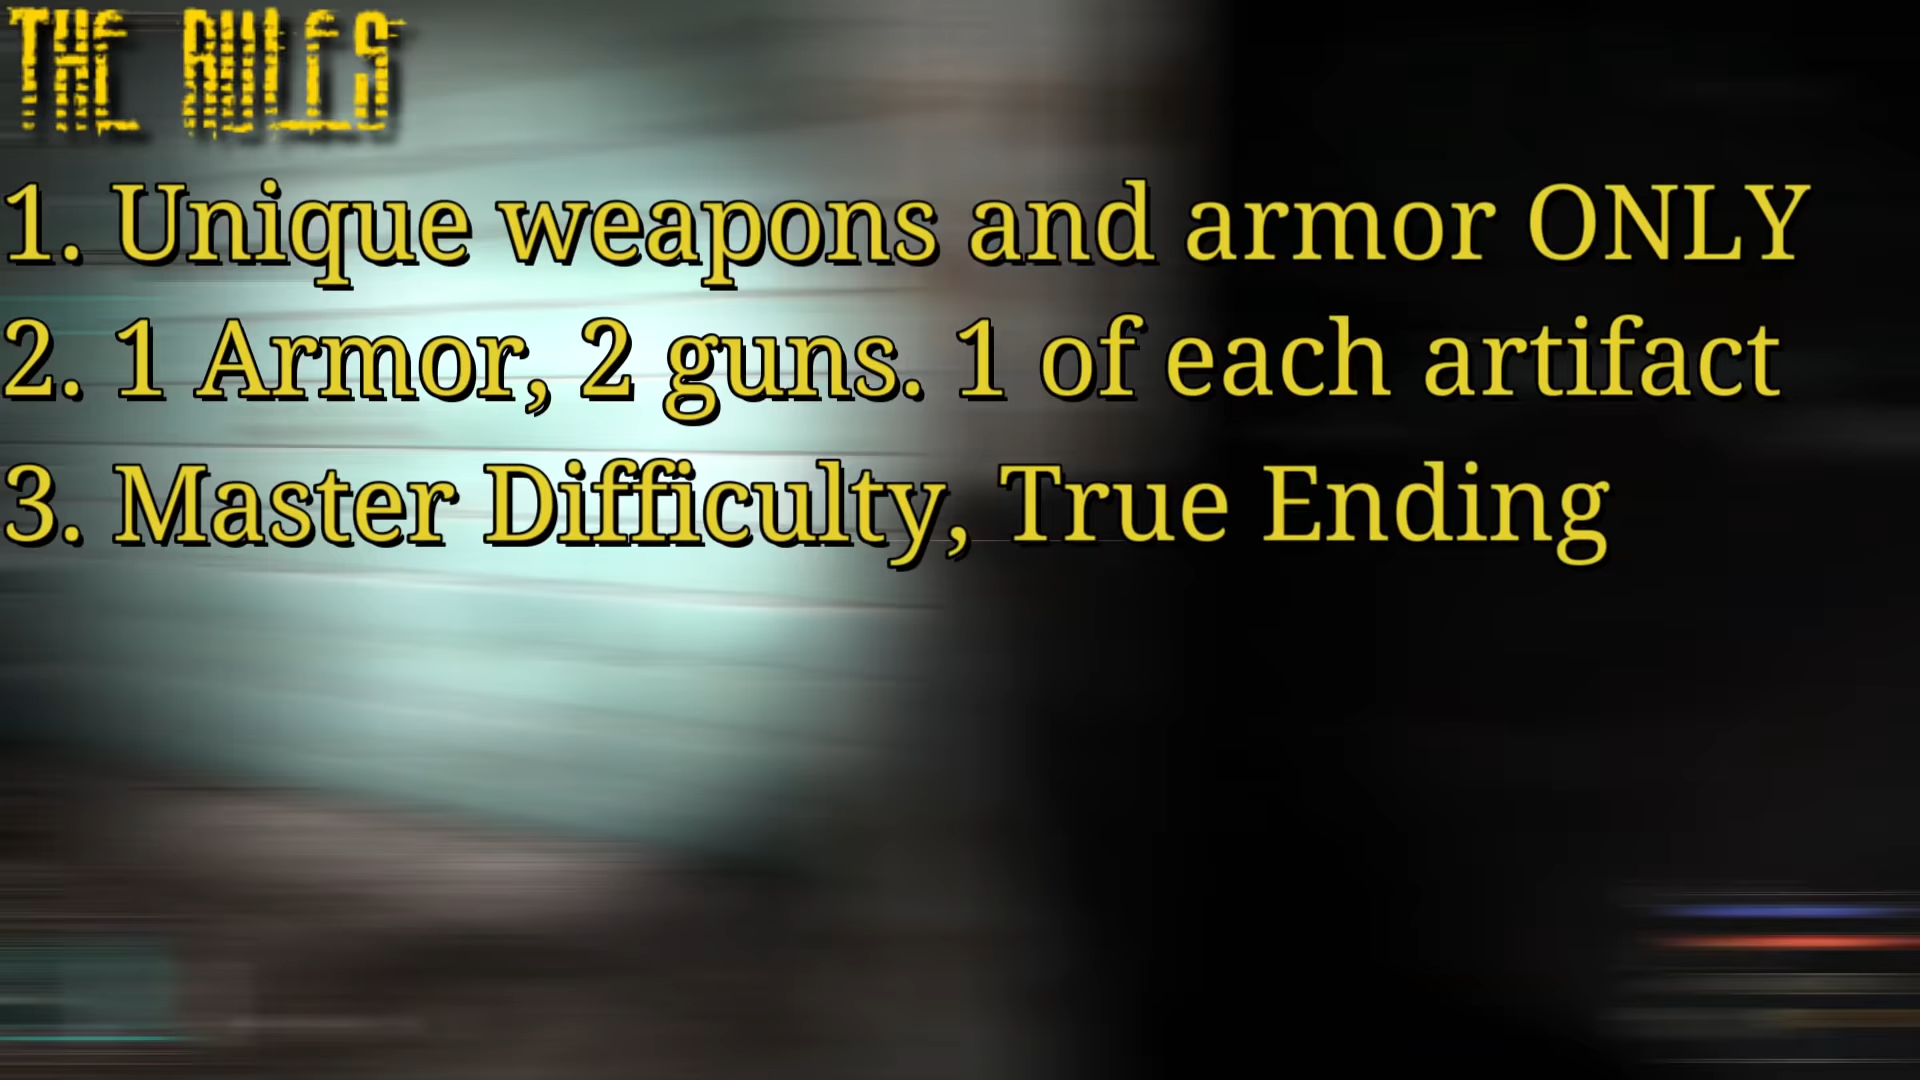 THE RULES
1. Unique weapons and armor ONLY
2. 1 Armor, 2 guns. 1 of each artifact
3. Master Difficulty, True Ending